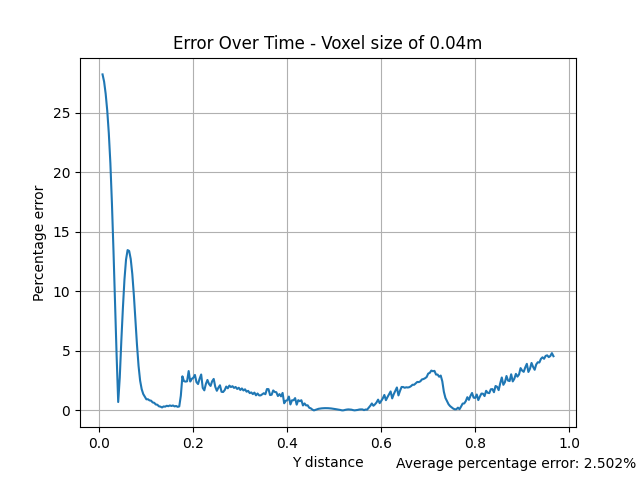 Error Over Time - Voxel size of 0.04m
Percentage error
25
20
15
10
5
0
0.0 0.2 0.4 0.6 0.8 1.0
Y distance
Average percentage error: 2.502%